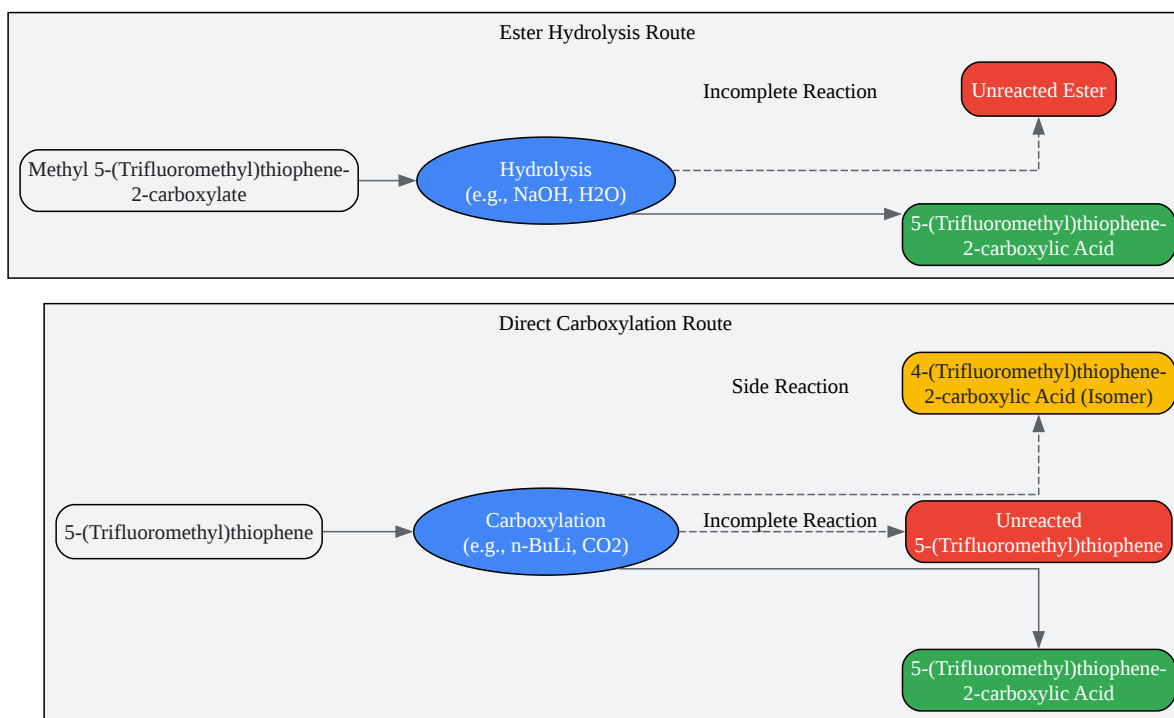 Ester Hydrolysis Route
Incomplete Reaction
Unreacted Ester
Methyl 5-(Trifluoromethyl)thiophene-
2-carboxylate
Hydrolysis
(e.g., NaOH, H2O)
5-(Trifluoromethyl)thiophene-
2-carboxylic Acid
Direct Carboxylation Route
Side Reaction
4-(Trifluoromethyl)thiophene-
2-carboxylic Acid (Isomer)
5-(Trifluoromethyl)thiophene
Carboxylation
(e.g., n-BuLi, CO2)
Incomplete Reaction
Unreacted
5-(Trifluoromethyl)thiophene
5-(Trifluoromethyl)thiophene-
2-carboxylic Acid